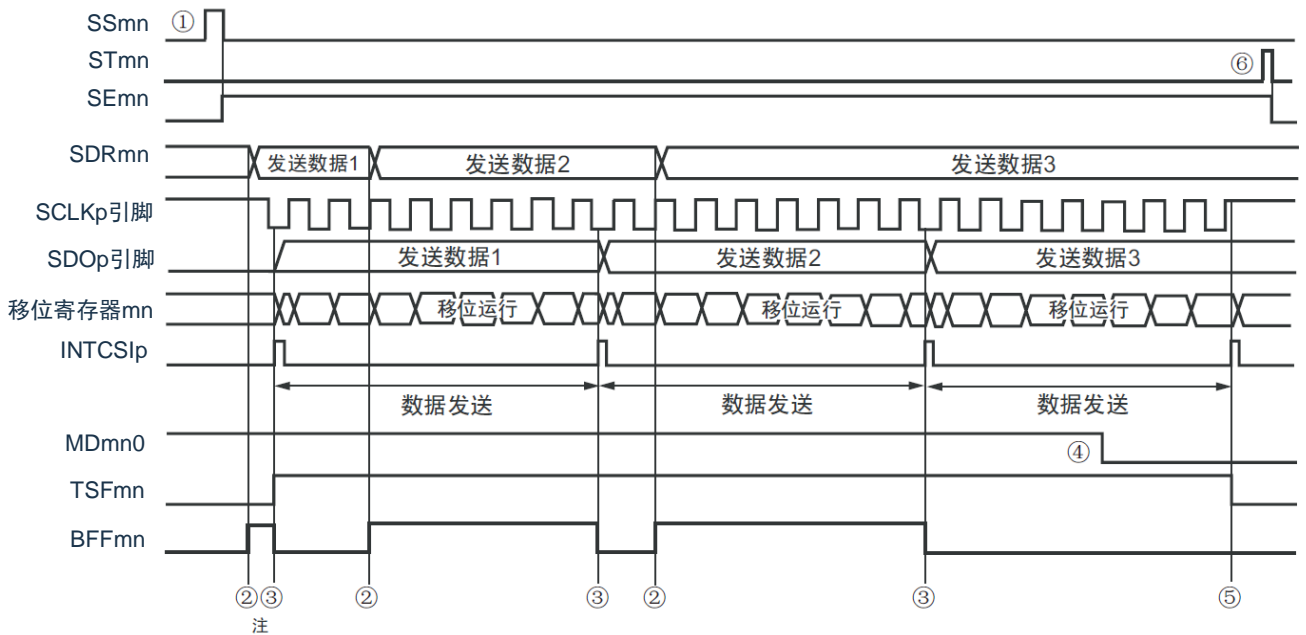 SSmn ①
STmn ⑥
SEmn
SDRmn 发送数据1 发送数据2 发送数据3
SCLKp引脚
SDOp引脚 发送数据1 发送数据2 发送数据3
移位寄存器mn 移位运行 移位运行 移位运行
INTCSIp
数据发送 数据发送 数据发送
MDmn0 ④
TSFmn
BFFmn
②③ ② ③ ② ③ ⑤
注